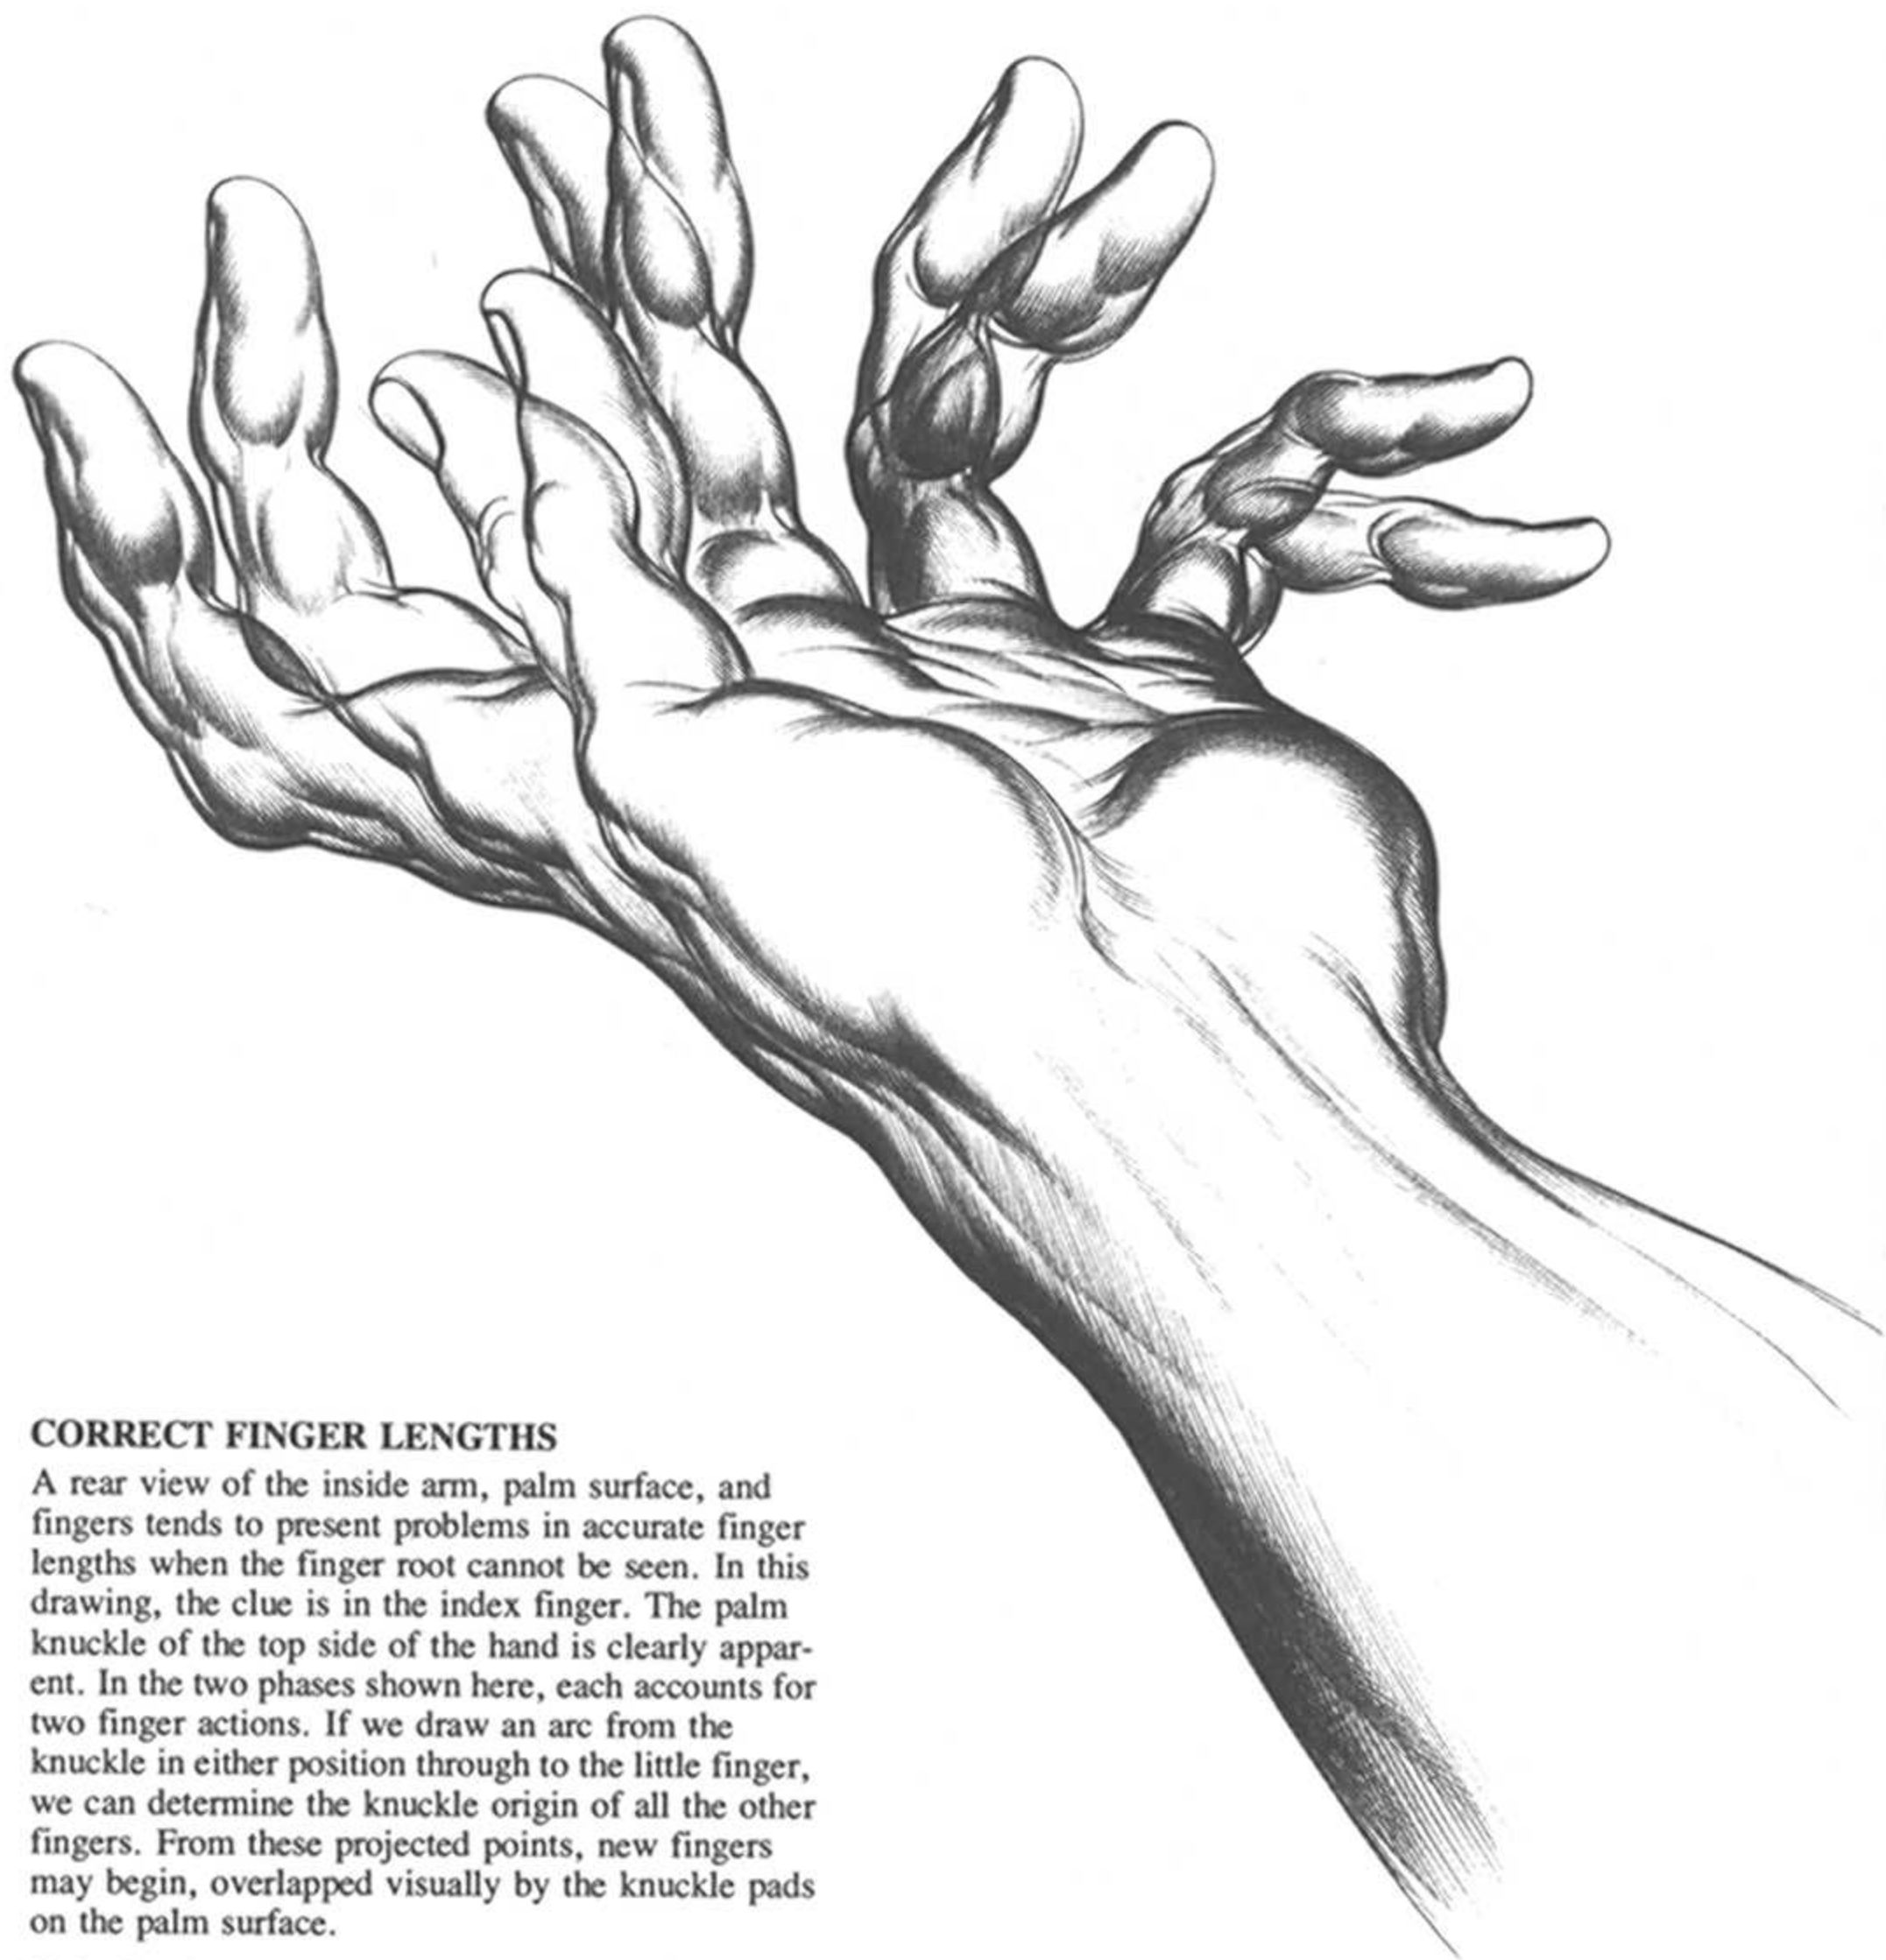 CORRECT FINGER LENGTHS
A rear view of the inside arm, palm surface, and
fingers tends to present problems in accurate finger
lengths when the finger root cannot be seen. In this
drawing, the clue is in the index finger. The palm
knuckle of the top side of the hand is clearly appar-
ent. In the two phases shown here, each accounts for
two finger actions. If we draw an arc from the
knuckle in either position through to the little finger,
we can determine the knuckle origin of all the other
fingers. From these projected points, new fingers
may begin, overlapped visually by the knuckle pads
on the palm surface.